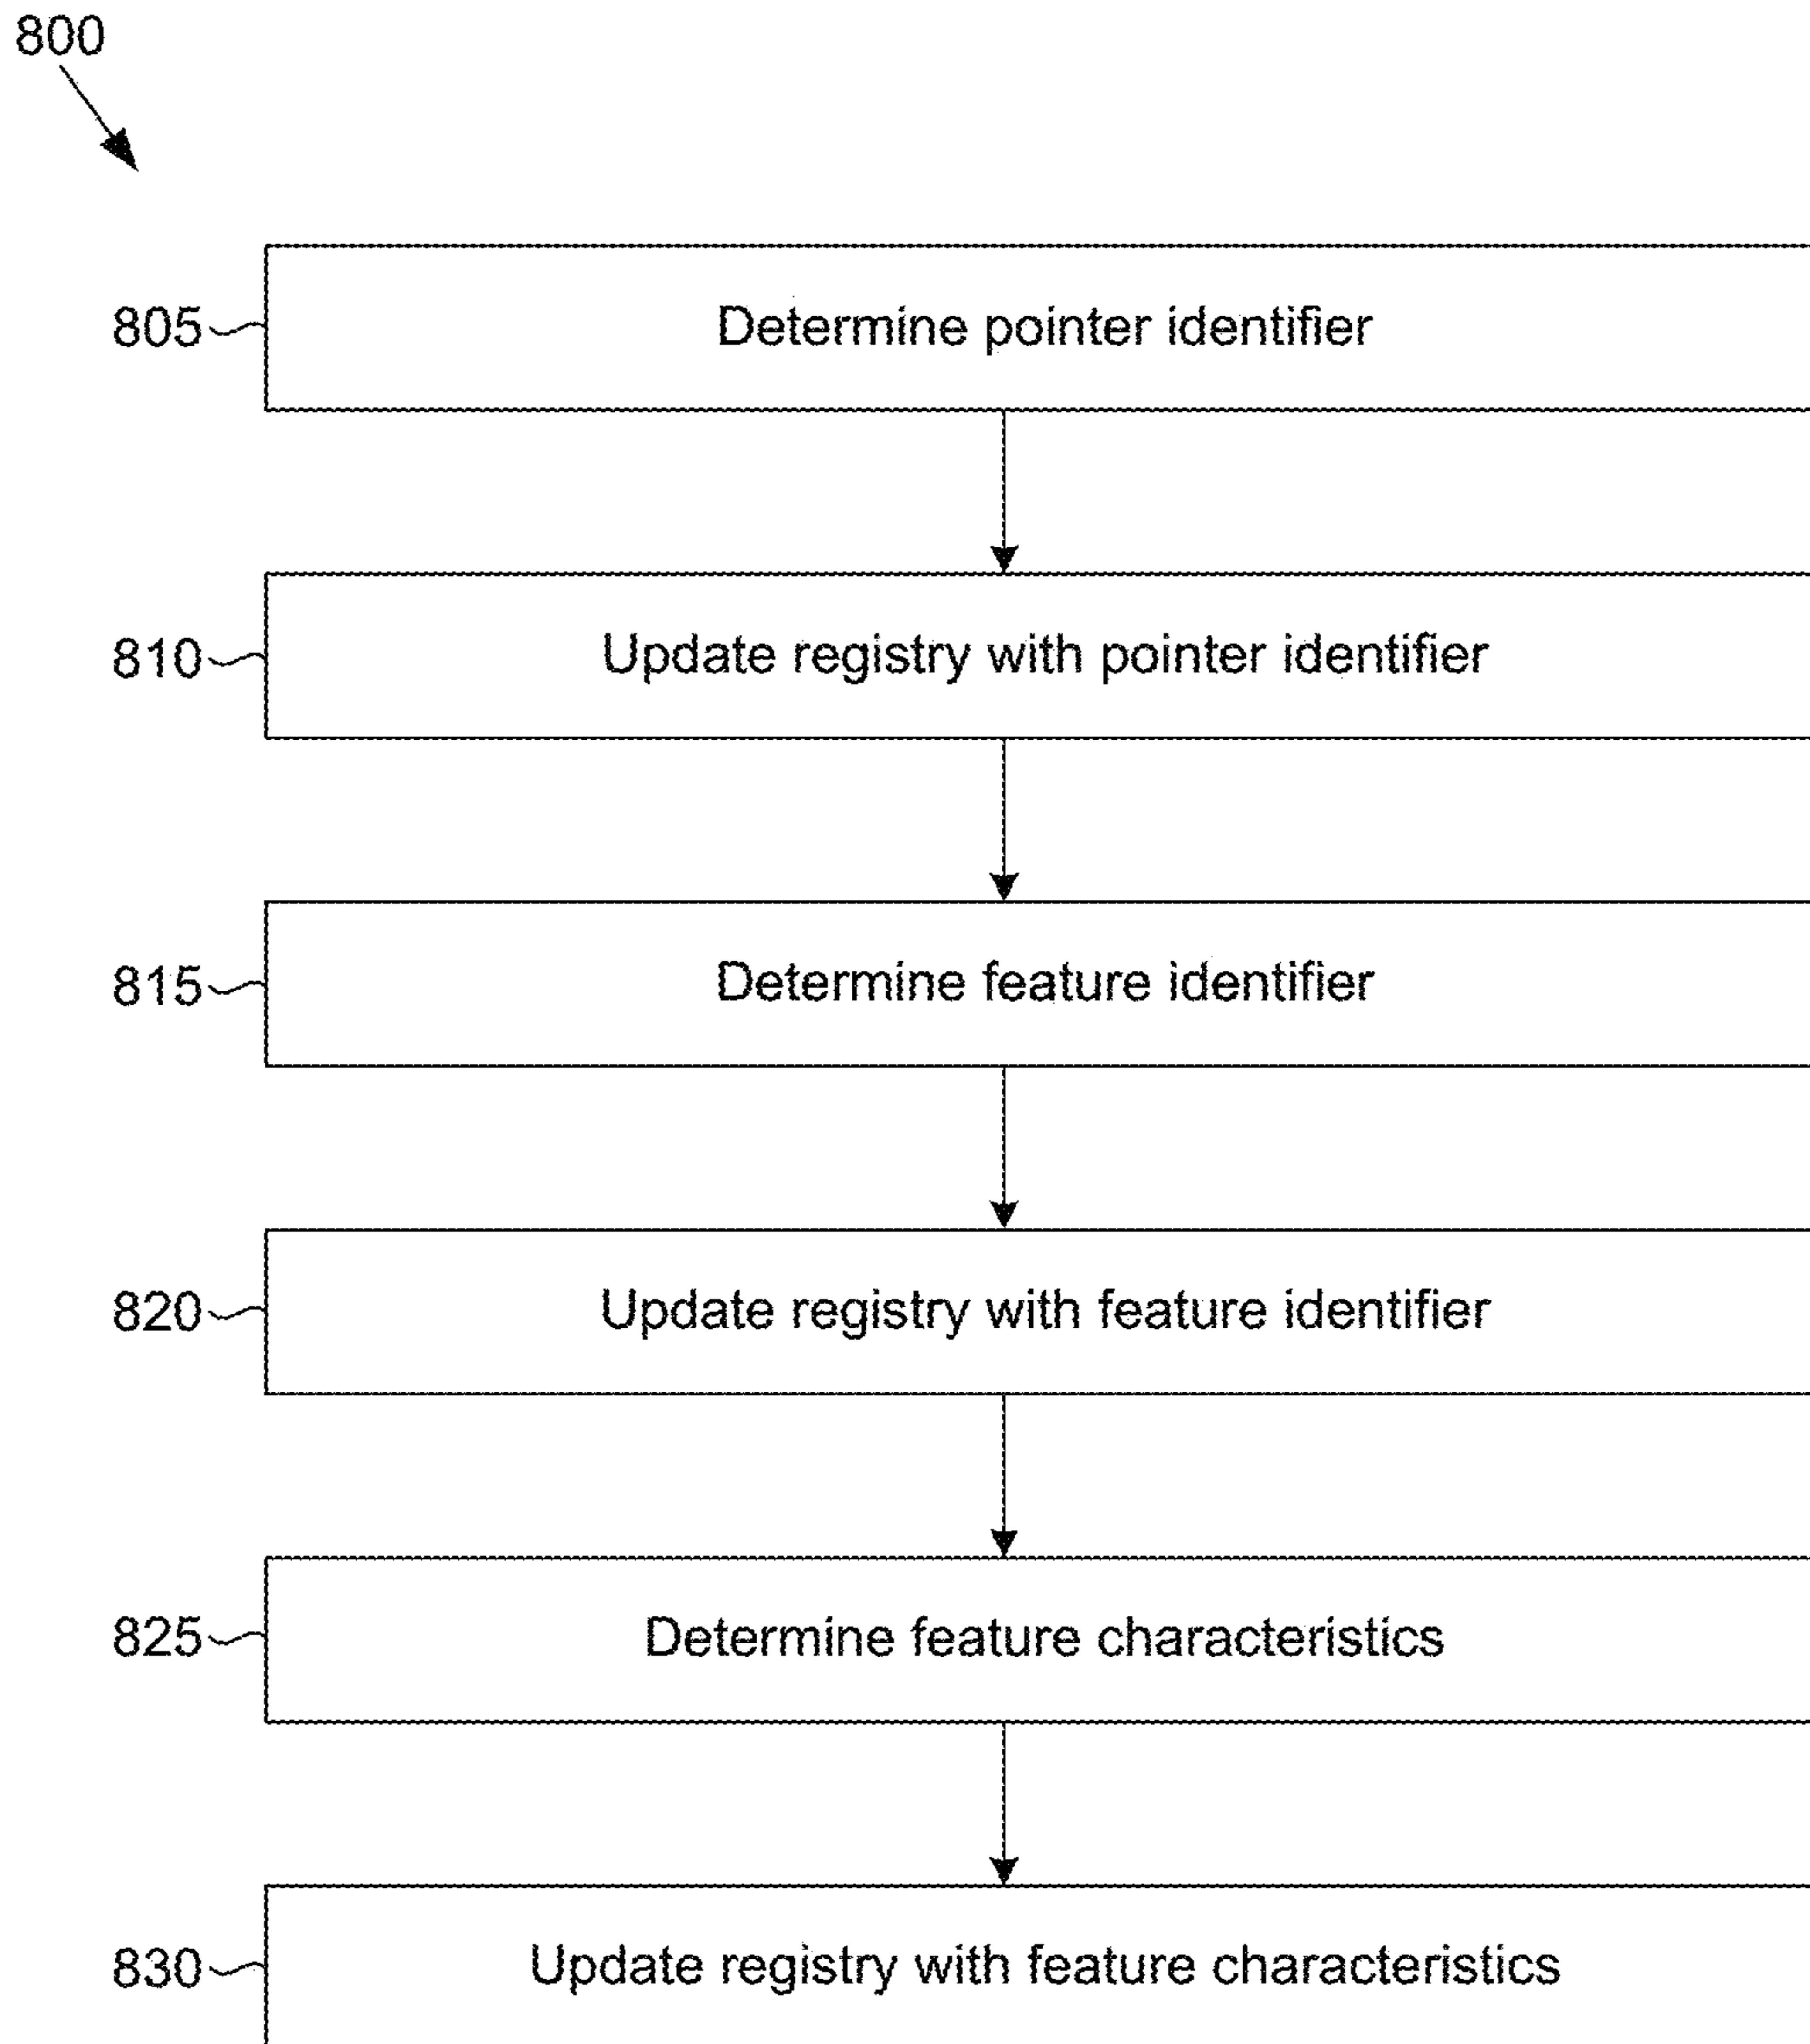 800
805 Determine pointer identifier
810 Update registry with pointer identifier
815 Determine feature identifier
820 Update registry with feature identifier
825 Determine feature characteristics
830 Update registry with feature characteristics